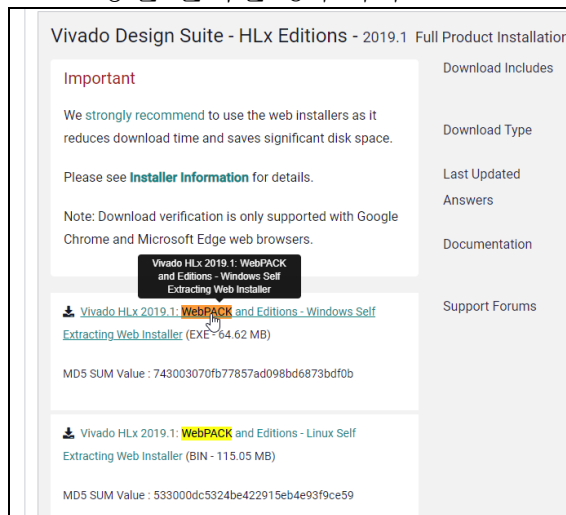 Vivado Design Suite - HLx Editions - 2019.1 Full Product Installation
Important
We strongly recommend to use the web installers as it
reduces download time and saves significant disk space.
Please see Installer Information for details.
Note: Download verification is only supported with Google
Chrome and Microsoft Edge web browsers.
Download Includes
Download Type
Last Updated
Answers
Documentation
Support Forums
Vivado HLx 2019.1: WebPACK
and Editions - Windows Self
Extracting Web Installer
Vivado HLx 2019.1: WebPACK and Editions - Windows Self
Extracting Web Installer (EXE - 64.62 MB)
MD5 SUM Value : 743003070fb77857ad098bd6873bdf0b
Vivado HLx 2019.1: WebPACK and Editions - Linux Self
Extracting Web Installer (BIN - 115.05 MB)
MD5 SUM Value : 533000dc5324be422915eb4e93f9ce59